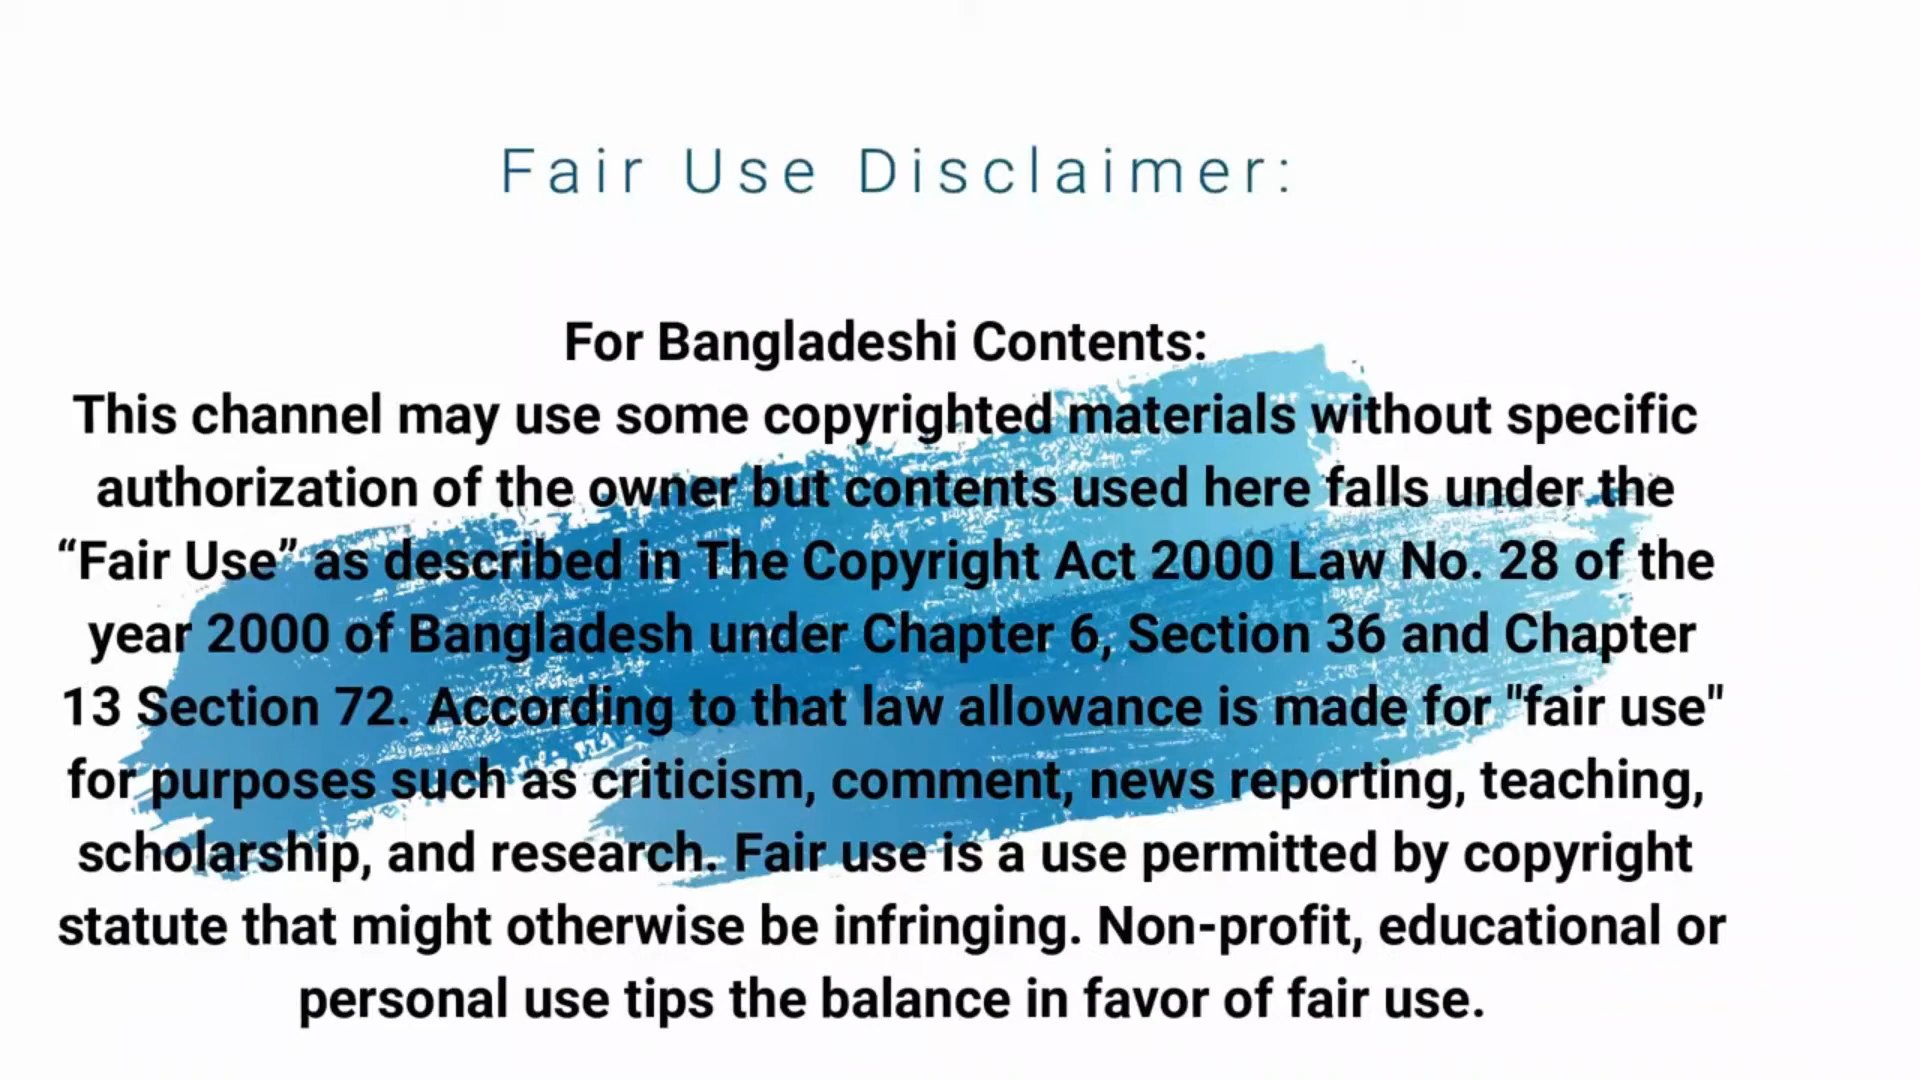 Fair Use Disclaimer:
For Bangladeshi Contents:
This channel may use some copyrighted materials without specific
authorization of the owner but contents used here falls under the
“Fair Use” as described in The Copyright Act 2000 Law No. 28 of the
year 2000 of Bangladesh under Chapter 6, Section 36 and Chapter
13 Section 72. According to that law allowance is made for "fair use"
for purposes such as criticism, comment, news reporting, teaching,
scholarship, and research. Fair use is a use permitted by copyright
statute that might otherwise be infringing. Non-profit, educational or
personal use tips the balance in favor of fair use.